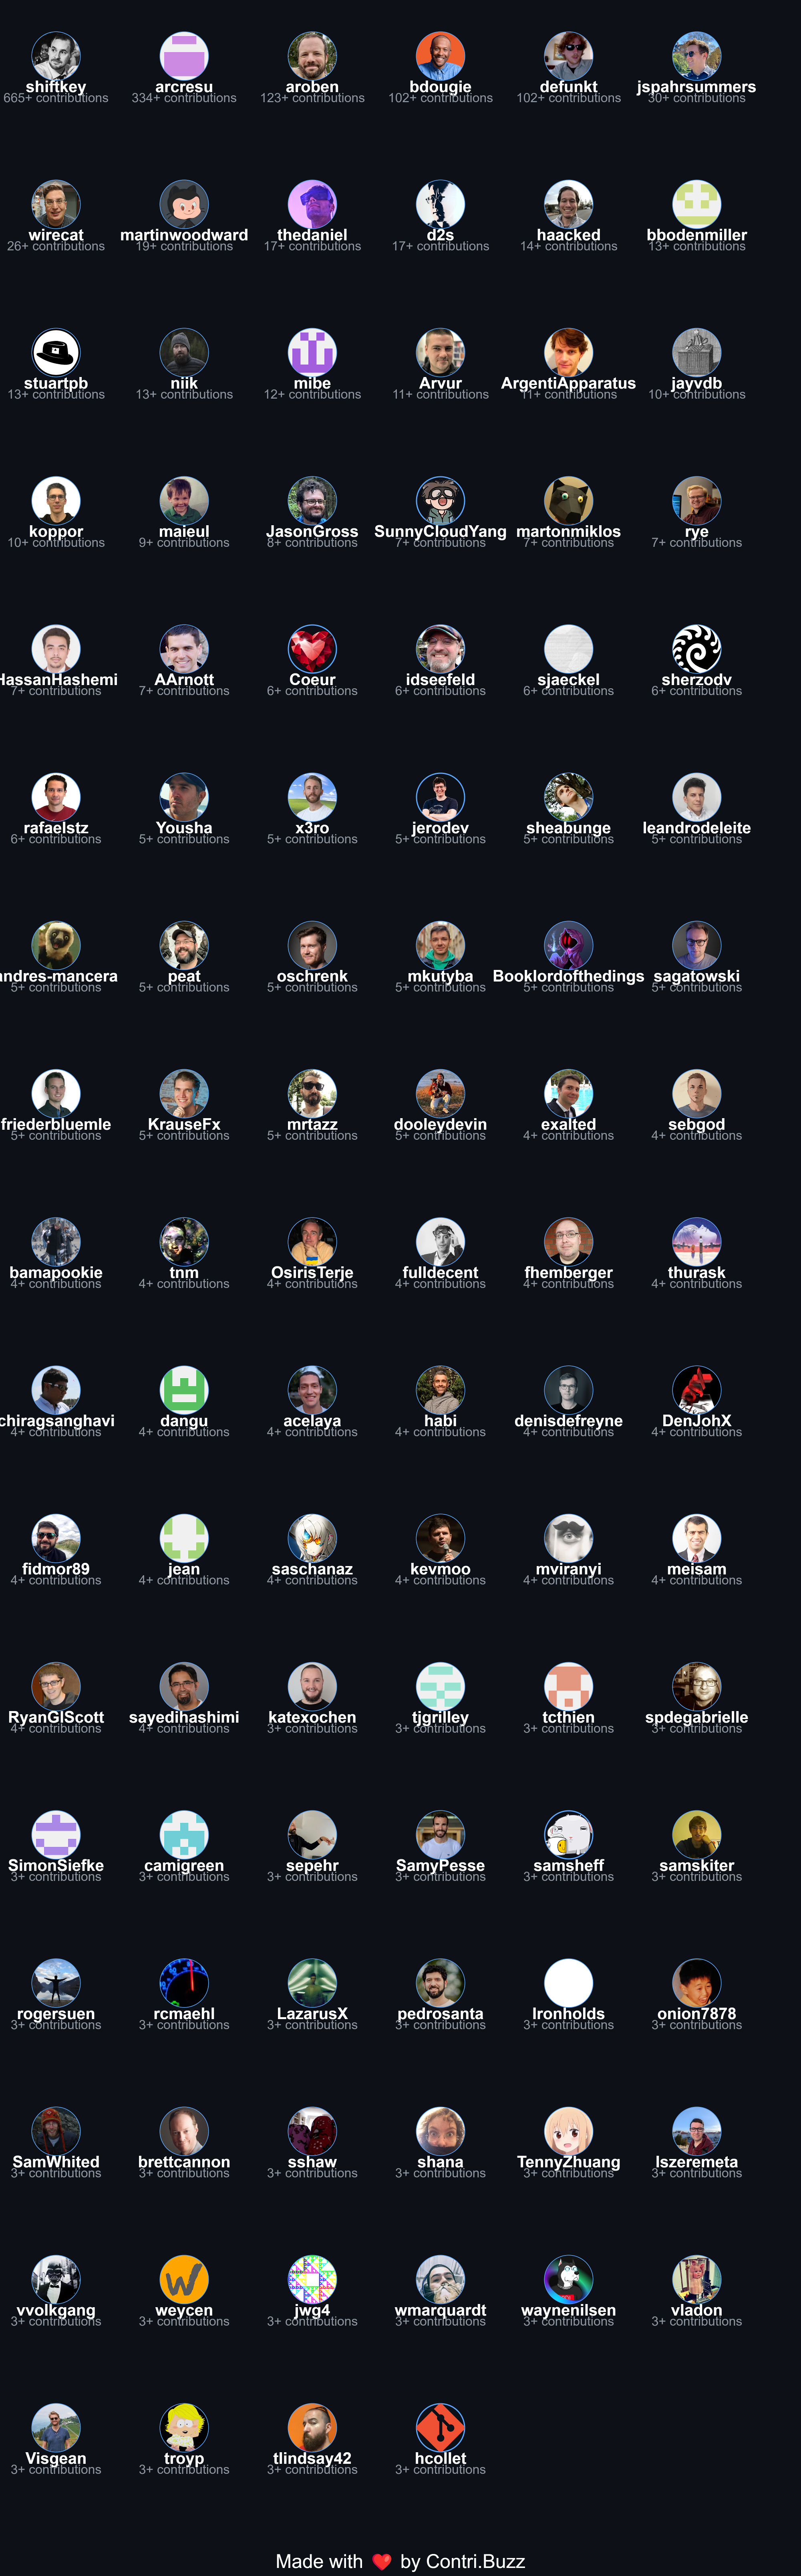 shiftkey arcresu aroben bdougie defunkt jspahrsummers
665+ contributions 334+ contributions 123+ contributions 102+ contributions 102+ contributions 30+ contributions
wirecat martinwoodward thedaniel d2s haacked bbodenmiller
26+ contributions 19+ contributions 17+ contributions 17+ contributions 14+ contributions 13+ contributions
stuartpb niik mibe Arvur ArgentiApparatus jayvdb
13+ contributions 13+ contributions 12+ contributions 11+ contributions 11+ contributions 10+ contributions
koppor maieul JasonGross SunnyCloudYang martonmiklos rye
10+ contributions 9+ contributions 8+ contributions 7+ contributions 7+ contributions 7+ contributions
HassanHashemi AArnott Coeur idseefeld sjaeckel sherzodv
7+ contributions 7+ contributions 6+ contributions 6+ contributions 6+ contributions 6+ contributions
rafaelstz Yousha x3ro jerodev sheabunge leandrodeleite
6+ contributions 5+ contributions 5+ contributions 5+ contributions 5+ contributions 5+ contributions
andres-mancera peat oschrenk mkutyba Booklordofthedings sagatowski
5+ contributions 5+ contributions 5+ contributions 5+ contributions 5+ contributions 5+ contributions
friederbluemle KrauseFx mrtazz dooleydevin exalted sebgod
5+ contributions 5+ contributions 5+ contributions 5+ contributions 4+ contributions 4+ contributions
bamapookie tnm OsirisTerje fulldecent fhemberger thurask
4+ contributions 4+ contributions 4+ contributions 4+ contributions 4+ contributions 4+ contributions
chiragsanghavi dangu acelaya habi denisdefreyne DenJohX
4+ contributions 4+ contributions 4+ contributions 4+ contributions 4+ contributions 4+ contributions
fidmor89 jean saschanaz kevmoo mviranyi meisam
4+ contributions 4+ contributions 4+ contributions 4+ contributions 4+ contributions 4+ contributions
RyanGlScott sayedihashimi katexochen tjgrilley tcthien spdegabrielle
4+ contributions 4+ contributions 3+ contributions 3+ contributions 3+ contributions 3+ contributions
SimonSiefke camigreen sepehr SamyPesse samsheff samskiter
3+ contributions 3+ contributions 3+ contributions 3+ contributions 3+ contributions 3+ contributions
rogersuen rcmaehl LazarusX pedrosanta Ironholds onion7878
3+ contributions 3+ contributions 3+ contributions 3+ contributions 3+ contributions 3+ contributions
SamWhited brettcannon sshaw shana TennyZhuang lszeremeta
3+ contributions 3+ contributions 3+ contributions 3+ contributions 3+ contributions 3+ contributions
vvolkgang weycen jwg4 wmarquardt waynenilsen vladon
3+ contributions 3+ contributions 3+ contributions 3+ contributions 3+ contributions 3+ contributions
Visgean troyp tlindsay42 hcollet
3+ contributions 3+ contributions 3+ contributions 3+ contributions
Made with ❤️ by Contri.Buzz